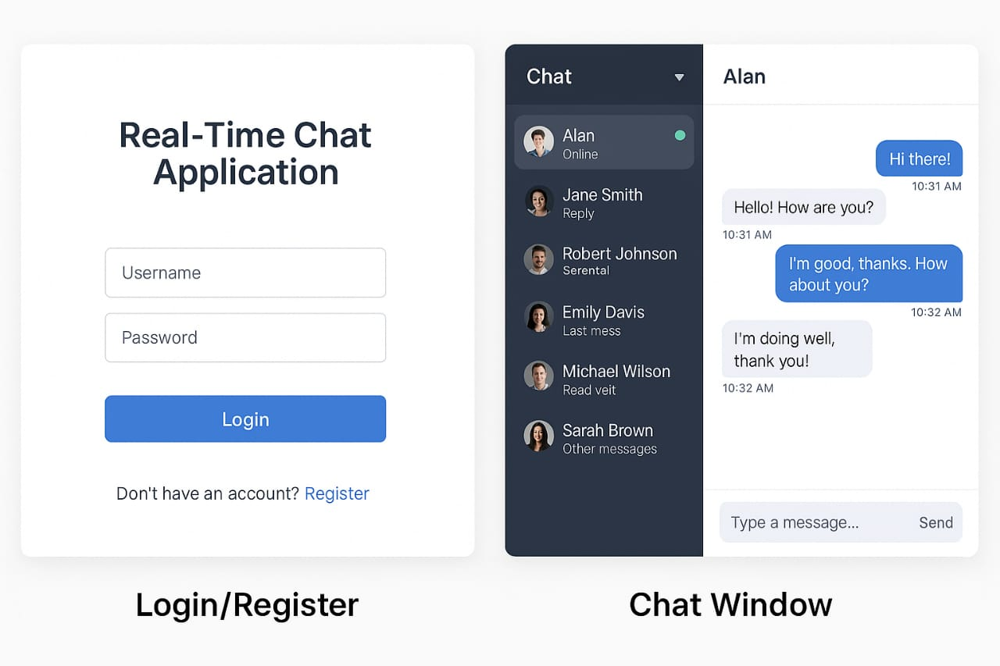 Real-Time Chat
Application
Username
Password
Login
Don't have an account? Register
Login/Register
Chat
Alan
Online
Jane Smith
Reply
Robert Johnson
Serental
Emily Davis
Last mess
Michael Wilson
Read veit
Sarah Brown
Other messages
Alan
Hi there!
10:31 AM
Hello! How are you?
10:31 AM
I'm good, thanks. How
about you?
10:32 AM
I'm doing well,
thank you!
10:32 AM
Type a message...
Send
Chat Window